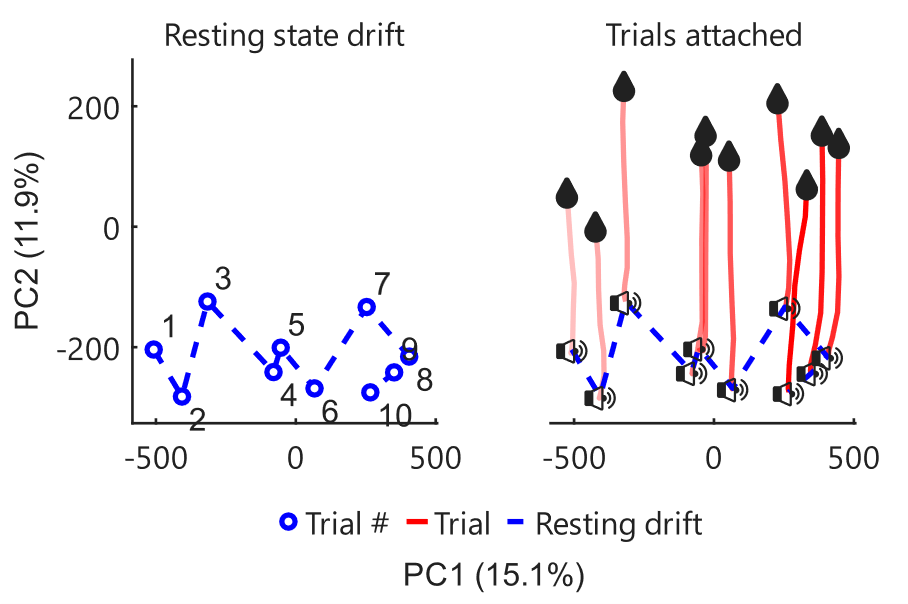 Resting state drift
Trials attached
PC2 (11.9%)
200
0
-200
1
2
3
4
5
6
7
8
9
10
-500
0
500
-500
0
500
Trial #
Trial
Resting drift
PC1 (15.1%)